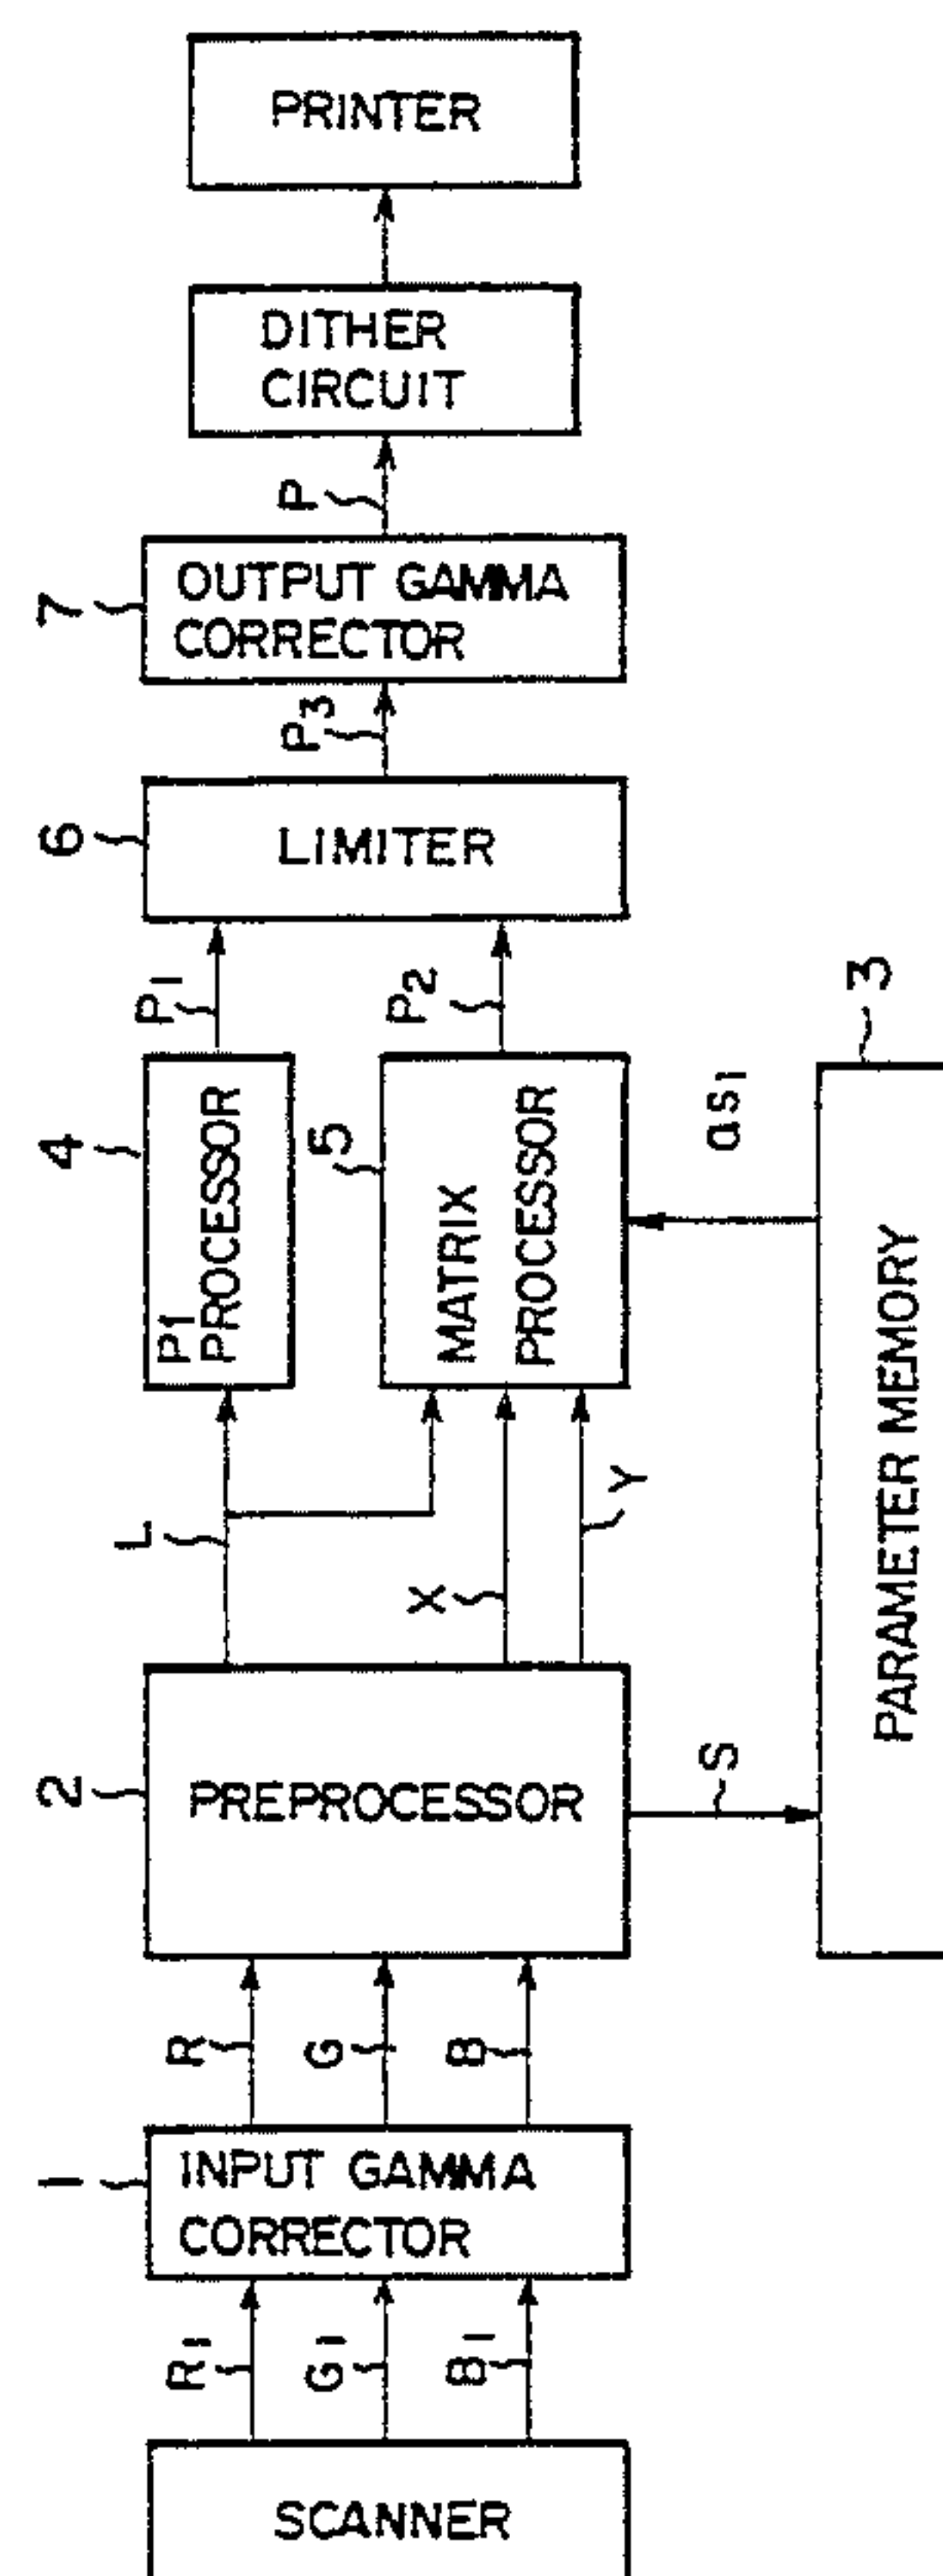 PRINTER
DITHER
CIRCUIT
P
7
OUTPUT GAMMA
CORRECTOR
P3
6
LIMITER
P1
P2
4
P1
PROCESSOR
5
MATRIX
PROCESSOR
as1
3
PARAMETER MEMORY
L
X
Y
2
PREPROCESSOR
S
R
G
B
1
INPUT GAMMA
CORRECTOR
R1
G1
B1
SCANNER